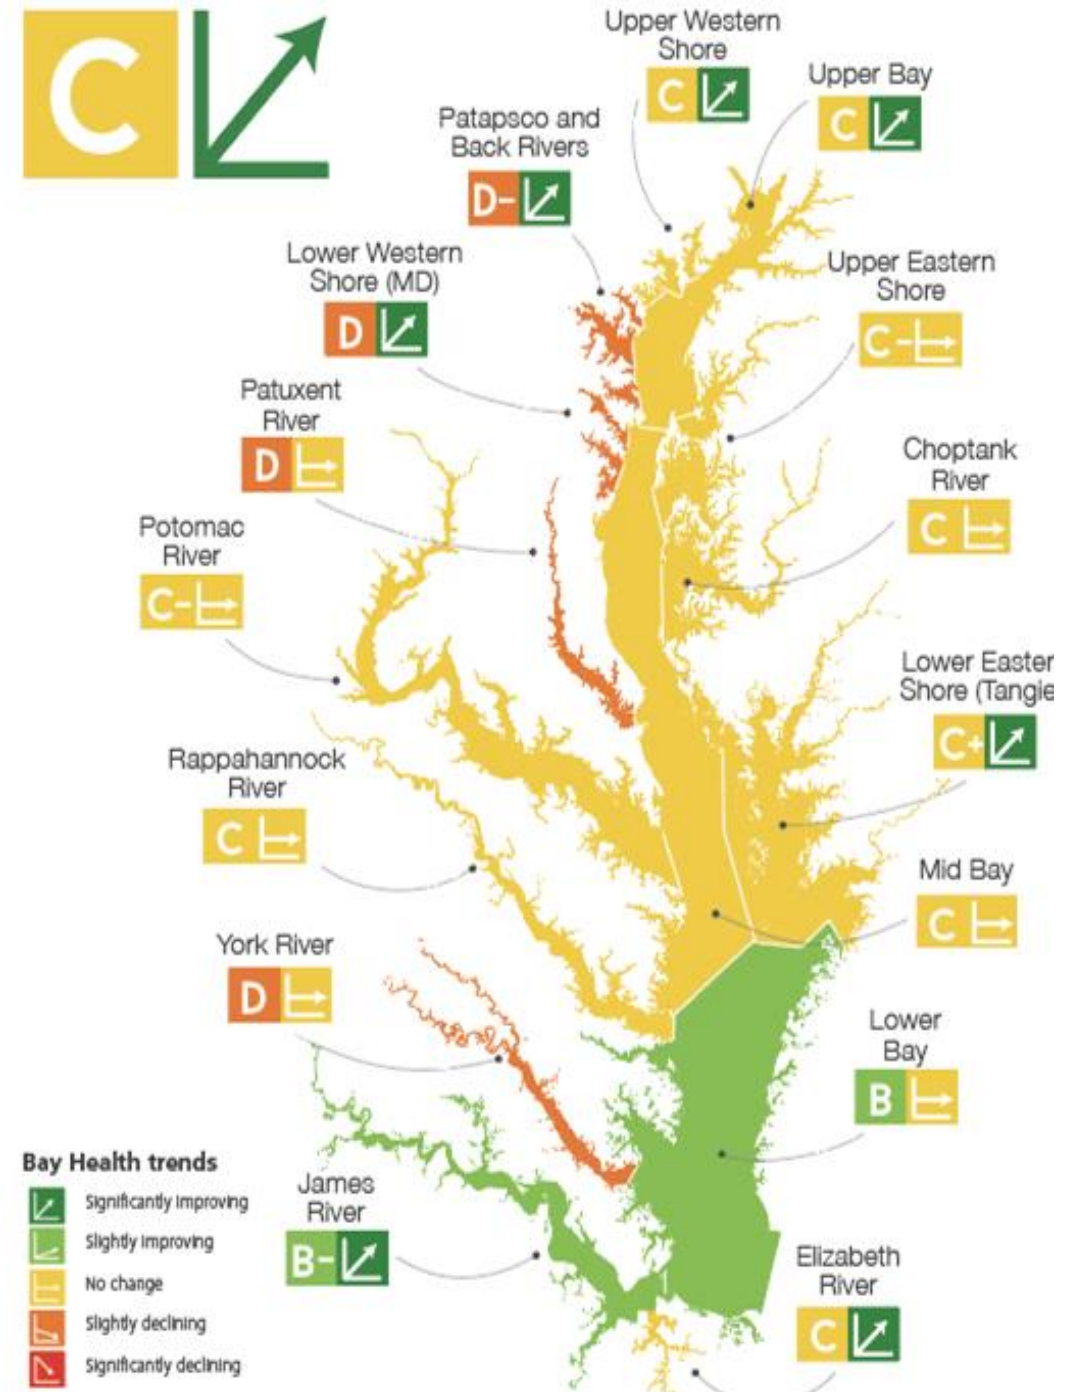 C
Upper Western
Shore
C
Upper Bay
C
Patapsco and
Back Rivers
D-
Lower Western
Shore (MD)
D
Upper Eastern
Shore
C-
Patuxent
River
D
Choptank
River
C
Potomac
River
C-
Lower Easter
Shore (Tangie
C+
Rappahannock
River
C
Mid Bay
C
York River
D
Lower
Bay
B
James
River
B-
Elizabeth
River
C
Bay Health trends
Significantly improving
Slightly improving
No change
Slightly declining
Significantly declining